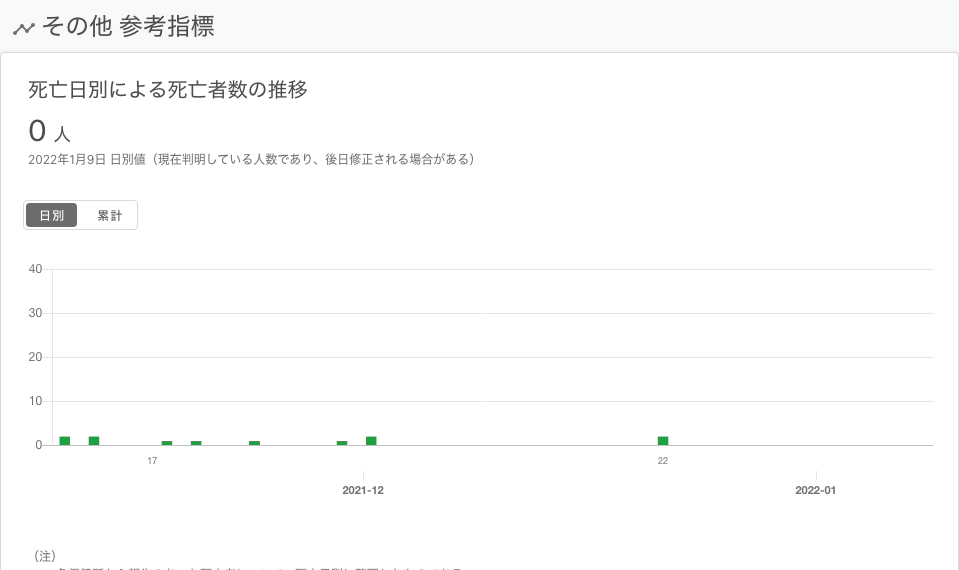 その他 参考指標
死亡日別による死亡者数の推移
0 人
2022年1月9日 日別値（現在判明している人数であり、後日修正される場合がある）
日別 累計
40
30
20
10
0
17 22
2021-12 2022-01
（注）